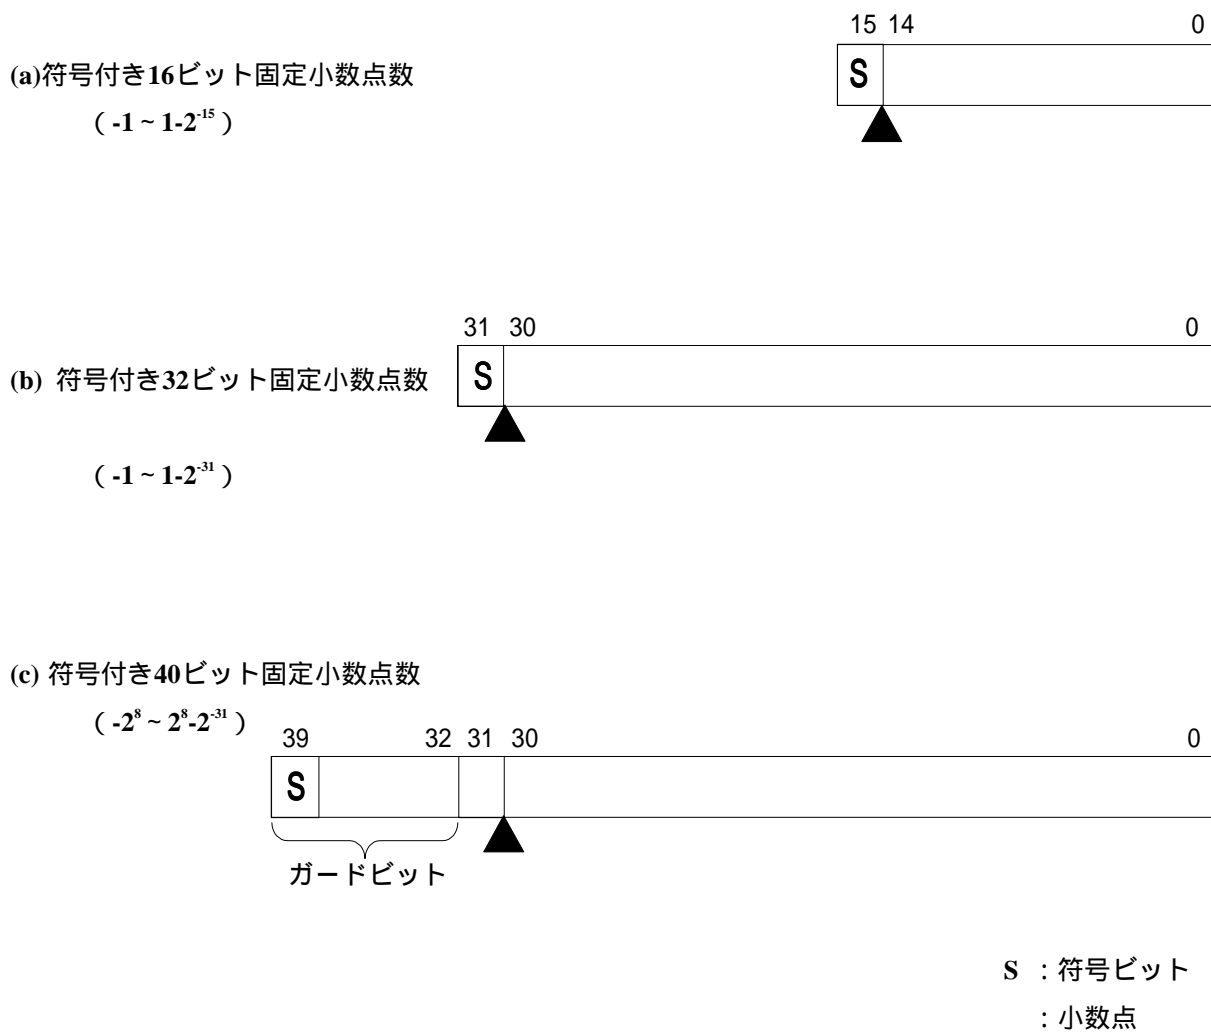 15 14 0
(a)符号付き16ビット固定小数点数
S
( -1 ~ 1-2⁻¹⁵ )
31 30 0
(b) 符号付き32ビット固定小数点数
S
( -1 ~ 1-2⁻³¹ )
(c) 符号付き40ビット固定小数点数
( -2⁸ ~ 2⁸-2⁻³¹ )
39 32 31 30 0
S
ガードビット
S :符号ビット
:小数点